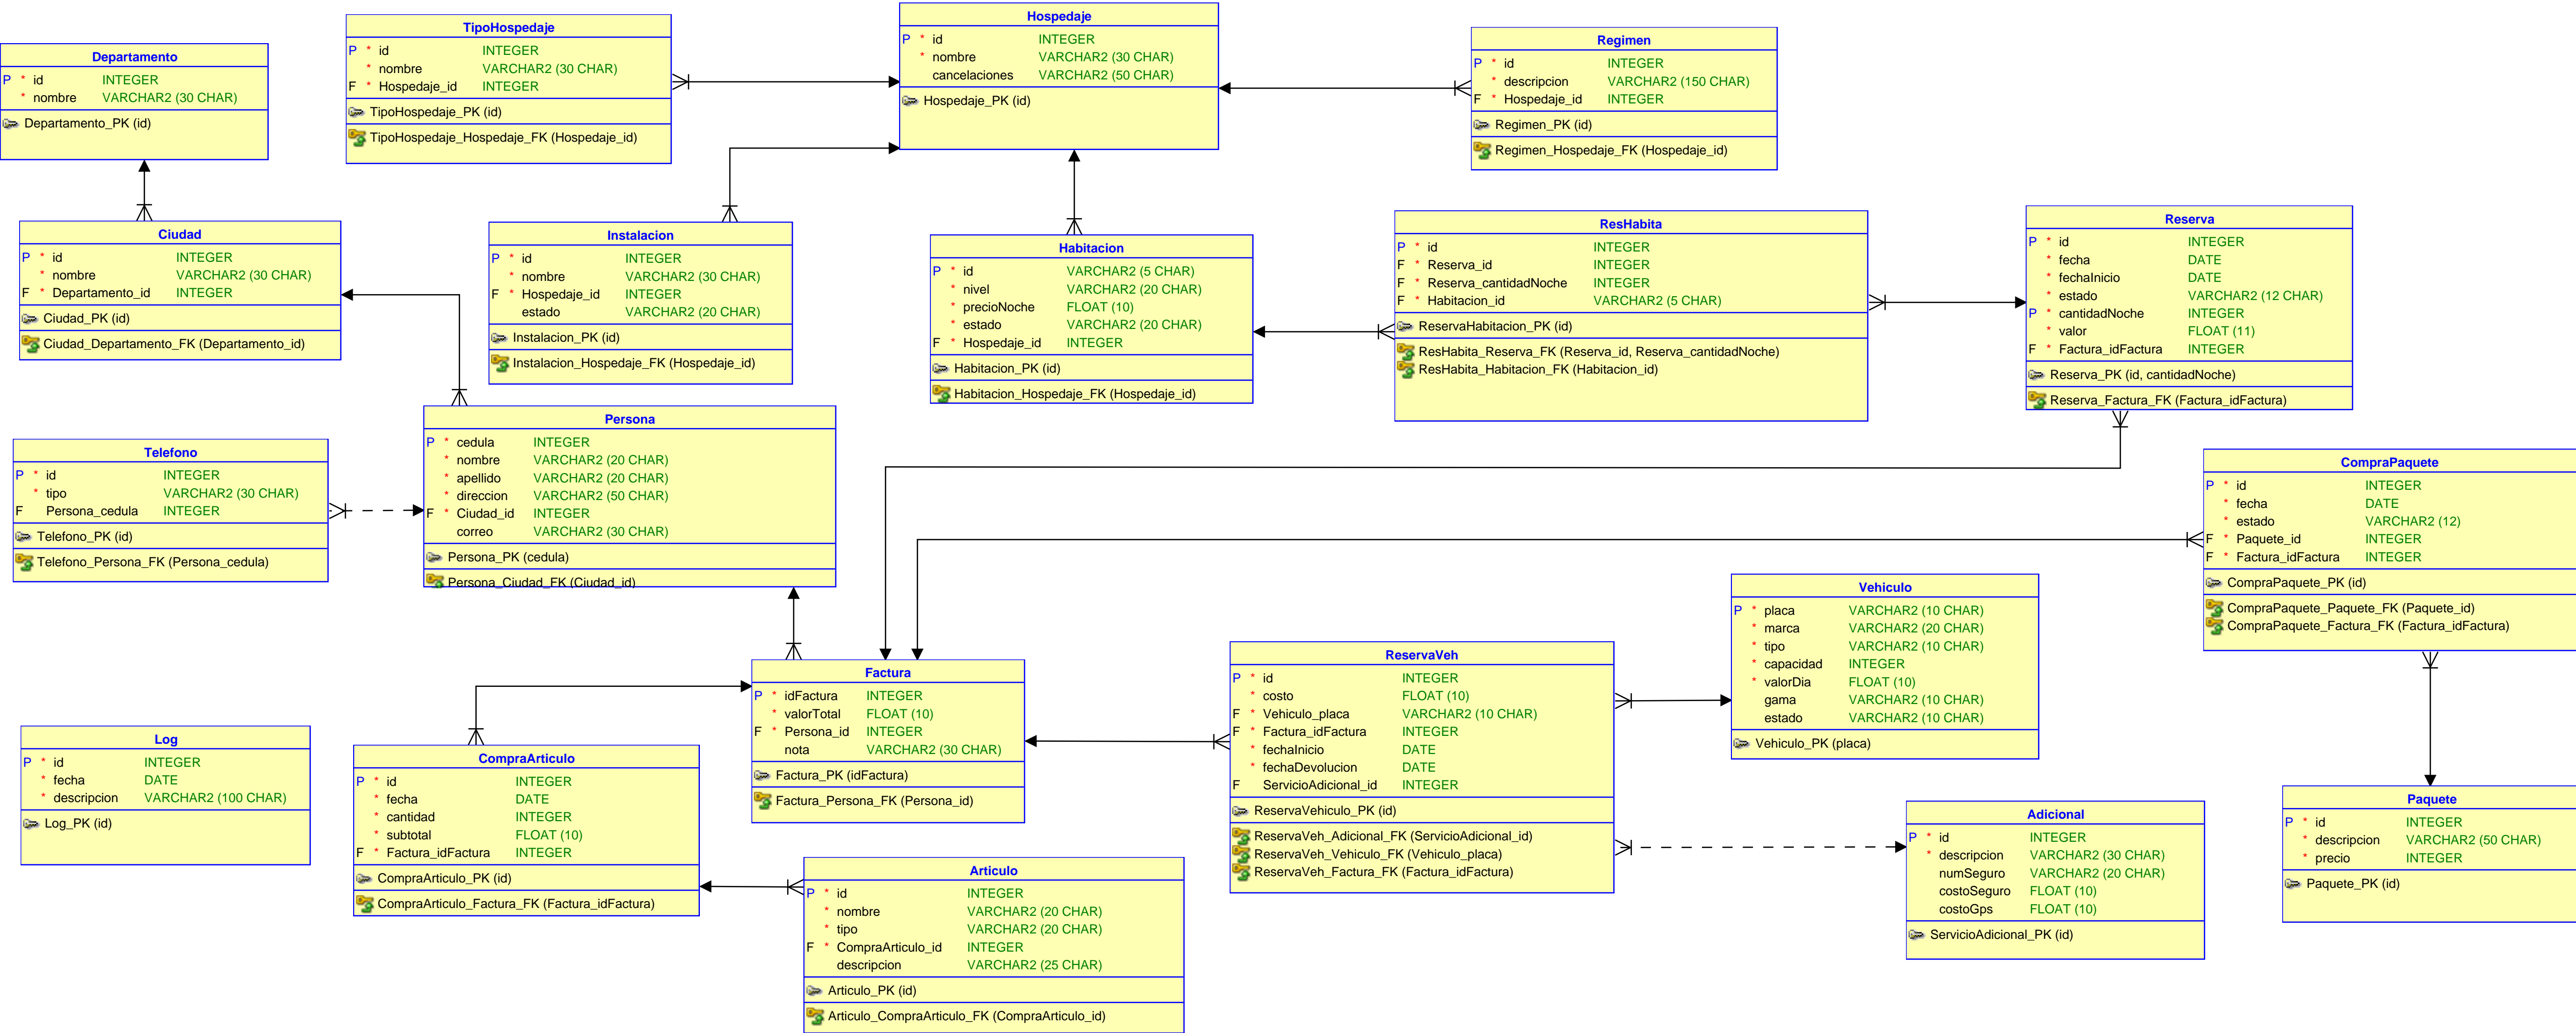 Departamento
P * id INTEGER
* nombre VARCHAR2 (30 CHAR)
Departamento_PK (id)
TipoHospedaje
P * id INTEGER
* nombre VARCHAR2 (30 CHAR)
F * Hospedaje_id INTEGER
TipoHospedaje_PK (id)
TipoHospedaje_Hospedaje_FK (Hospedaje_id)
Hospedaje
P * id INTEGER
* nombre VARCHAR2 (30 CHAR)
cancelaciones VARCHAR2 (50 CHAR)
Hospedaje_PK (id)
Regimen
P * id INTEGER
* descripcion VARCHAR2 (150 CHAR)
F * Hospedaje_id INTEGER
Regimen_PK (id)
Regimen_Hospedaje_FK (Hospedaje_id)
Ciudad
P * id INTEGER
* nombre VARCHAR2 (30 CHAR)
F * Departamento_id INTEGER
Ciudad_PK (id)
Ciudad_Departamento_FK (Departamento_id)
Instalacion
P * id INTEGER
* nombre VARCHAR2 (30 CHAR)
F * Hospedaje_id INTEGER
estado VARCHAR2 (20 CHAR)
Instalacion_PK (id)
Instalacion_Hospedaje_FK (Hospedaje_id)
Habitacion
P * id VARCHAR2 (5 CHAR)
* nivel VARCHAR2 (20 CHAR)
* precioNoche FLOAT (10)
* estado VARCHAR2 (20 CHAR)
F * Hospedaje_id INTEGER
Habitacion_PK (id)
Habitacion_Hospedaje_FK (Hospedaje_id)
ResHabita
P * id INTEGER
F * Reserva_id INTEGER
F * Reserva_cantidadNoche INTEGER
F * Habitacion_id VARCHAR2 (5 CHAR)
ReservaHabitacion_PK (id)
ResHabita_Reserva_FK (Reserva_id, Reserva_cantidadNoche)
ResHabita_Habitacion_FK (Habitacion_id)
Reserva
P * id INTEGER
* fecha DATE
* fechaInicio DATE
* estado VARCHAR2 (12 CHAR)
P * cantidadNoche INTEGER
* valor FLOAT (11)
F * Factura_idFactura INTEGER
Reserva_PK (id, cantidadNoche)
Reserva_Factura_FK (Factura_idFactura)
Telefono
P * id INTEGER
* tipo VARCHAR2 (30 CHAR)
F Persona_cedula INTEGER
Telefono_PK (id)
Telefono_Persona_FK (Persona_cedula)
Persona
P * cedula INTEGER
* nombre VARCHAR2 (20 CHAR)
* apellido VARCHAR2 (20 CHAR)
* direccion VARCHAR2 (50 CHAR)
F * Ciudad_id INTEGER
correo VARCHAR2 (30 CHAR)
Persona_PK (cedula)
Persona_Ciudad_FK (Ciudad_id)
CompraPaquete
P * id INTEGER
* fecha DATE
* estado VARCHAR2 (12)
F * Paquete_id INTEGER
F * Factura_idFactura INTEGER
CompraPaquete_PK (id)
CompraPaquete_Paquete_FK (Paquete_id)
CompraPaquete_Factura_FK (Factura_idFactura)
Vehiculo
P * placa VARCHAR2 (10 CHAR)
* marca VARCHAR2 (20 CHAR)
* tipo VARCHAR2 (10 CHAR)
* capacidad INTEGER
* valorDia FLOAT (10)
gama VARCHAR2 (10 CHAR)
estado VARCHAR2 (10 CHAR)
Vehiculo_PK (placa)
Factura
P * idFactura INTEGER
* valorTotal FLOAT (10)
F * Persona_id INTEGER
nota VARCHAR2 (30 CHAR)
Factura_PK (idFactura)
Factura_Persona_FK (Persona_id)
ReservaVeh
P * id INTEGER
* costo FLOAT (10)
F * Vehiculo_placa VARCHAR2 (10 CHAR)
F * Factura_idFactura INTEGER
* fechaInicio DATE
* fechaDevolucion DATE
F ServicioAdicional_id INTEGER
ReservaVehiculo_PK (id)
ReservaVeh_Adicional_FK (ServicioAdicional_id)
ReservaVeh_Vehiculo_FK (Vehiculo_placa)
ReservaVeh_Factura_FK (Factura_idFactura)
Log
P * id INTEGER
* fecha DATE
* descripcion VARCHAR2 (100 CHAR)
Log_PK (id)
CompraArticulo
P * id INTEGER
* fecha DATE
* cantidad INTEGER
* subtotal FLOAT (10)
F * Factura_idFactura INTEGER
CompraArticulo_PK (id)
CompraArticulo_Factura_FK (Factura_idFactura)
Articulo
P * id INTEGER
* nombre VARCHAR2 (20 CHAR)
* tipo VARCHAR2 (20 CHAR)
F * CompraArticulo_id INTEGER
descripcion VARCHAR2 (25 CHAR)
Articulo_PK (id)
Articulo_CompraArticulo_FK (CompraArticulo_id)
Adicional
P * id INTEGER
* descripcion VARCHAR2 (30 CHAR)
numSeguro VARCHAR2 (20 CHAR)
costoSeguro FLOAT (10)
costoGps FLOAT (10)
ServicioAdicional_PK (id)
Paquete
P * id INTEGER
* descripcion VARCHAR2 (50 CHAR)
* precio INTEGER
Paquete_PK (id)